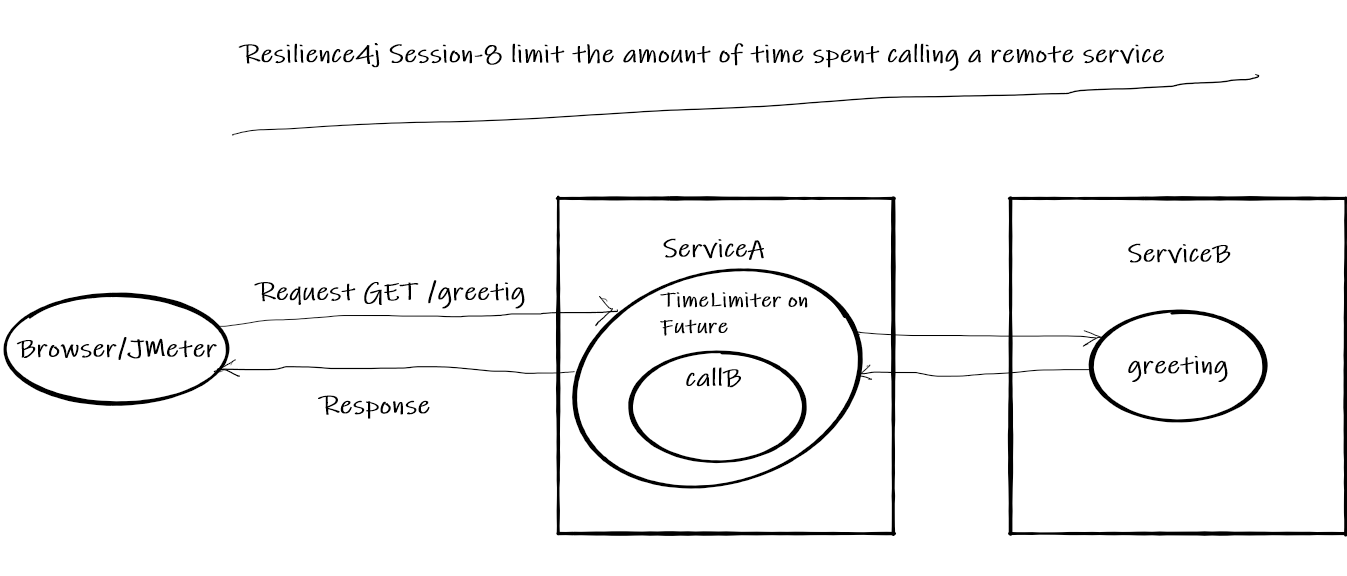 Resilience4j Session-8 limit the amount of time spent calling a remote service
ServiceA
ServiceB
Request GET /greetig
TimeLimiter on
Future
Browser/JMeter
callB
greeting
Response